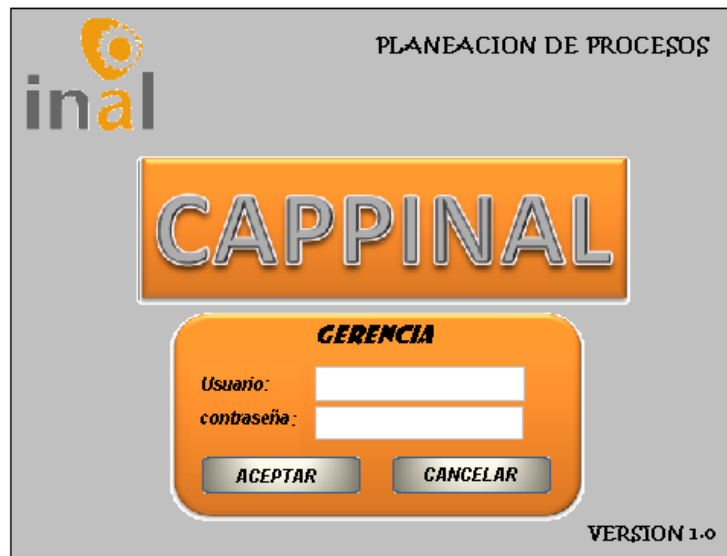 inal
PLANEACION DE PROCESOS
CAPPINAL
GERENCIA
Usuario:
contraseña:
ACEPTAR CANCELAR
VERSION 1.0